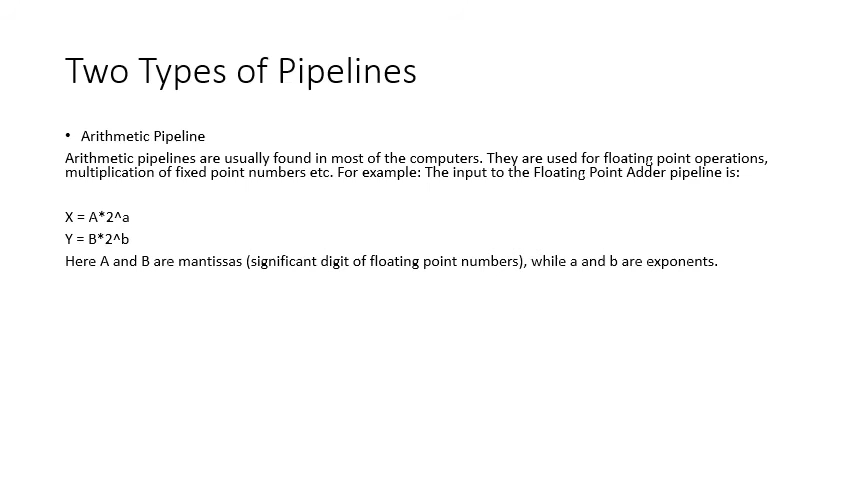 Two Types of Pipelines
• Arithmetic Pipeline
Arithmetic pipelines are usually found in most of the computers. They are used for floating point operations,
multiplication of fixed point numbers etc. For example: The input to the Floating Point Adder pipeline is:
X = A*2^a
Y = B*2^b
Here A and B are mantissas (significant digit of floating point numbers), while a and b are exponents.